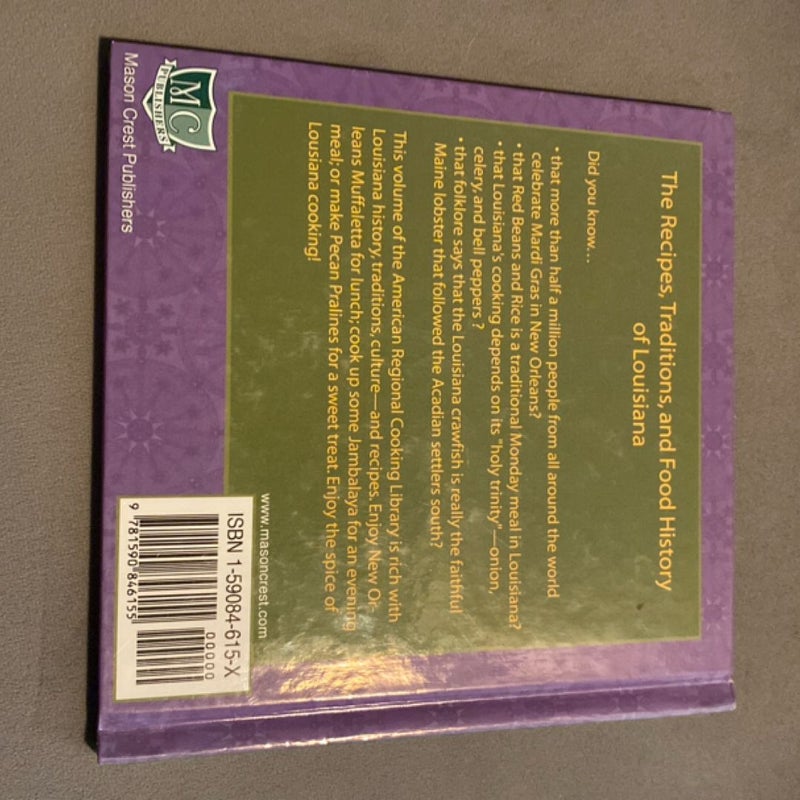 The Recipes, Traditions, and Food History
of Louisiana
Did you know…
• that more than half a million people from all around the world
celebrate Mardi Gras in New Orleans?
• that Red Beans and Rice is a traditional Monday meal in Louisiana?
• that Louisiana's cooking depends on its "holy trinity"—onion,
celery, and bell peppers?
• that folklore says that the Louisiana crawfish is really the faithful
Maine lobster that followed the Acadian settlers south?
This volume of the American Regional Cooking Library is rich with
Louisiana history, traditions, culture—and recipes. Enjoy New Or-
leans Muffaletta for lunch; cook up some Jambalaya for an evening
meal; or make Pecan Pralines for a sweet treat. Enjoy the spice of
Lousiana cooking!
www.masoncrest.com
MC
PUBLISHERS
Mason Crest Publishers
ISBN 1-59084-615-X
00000
9 781590 846155